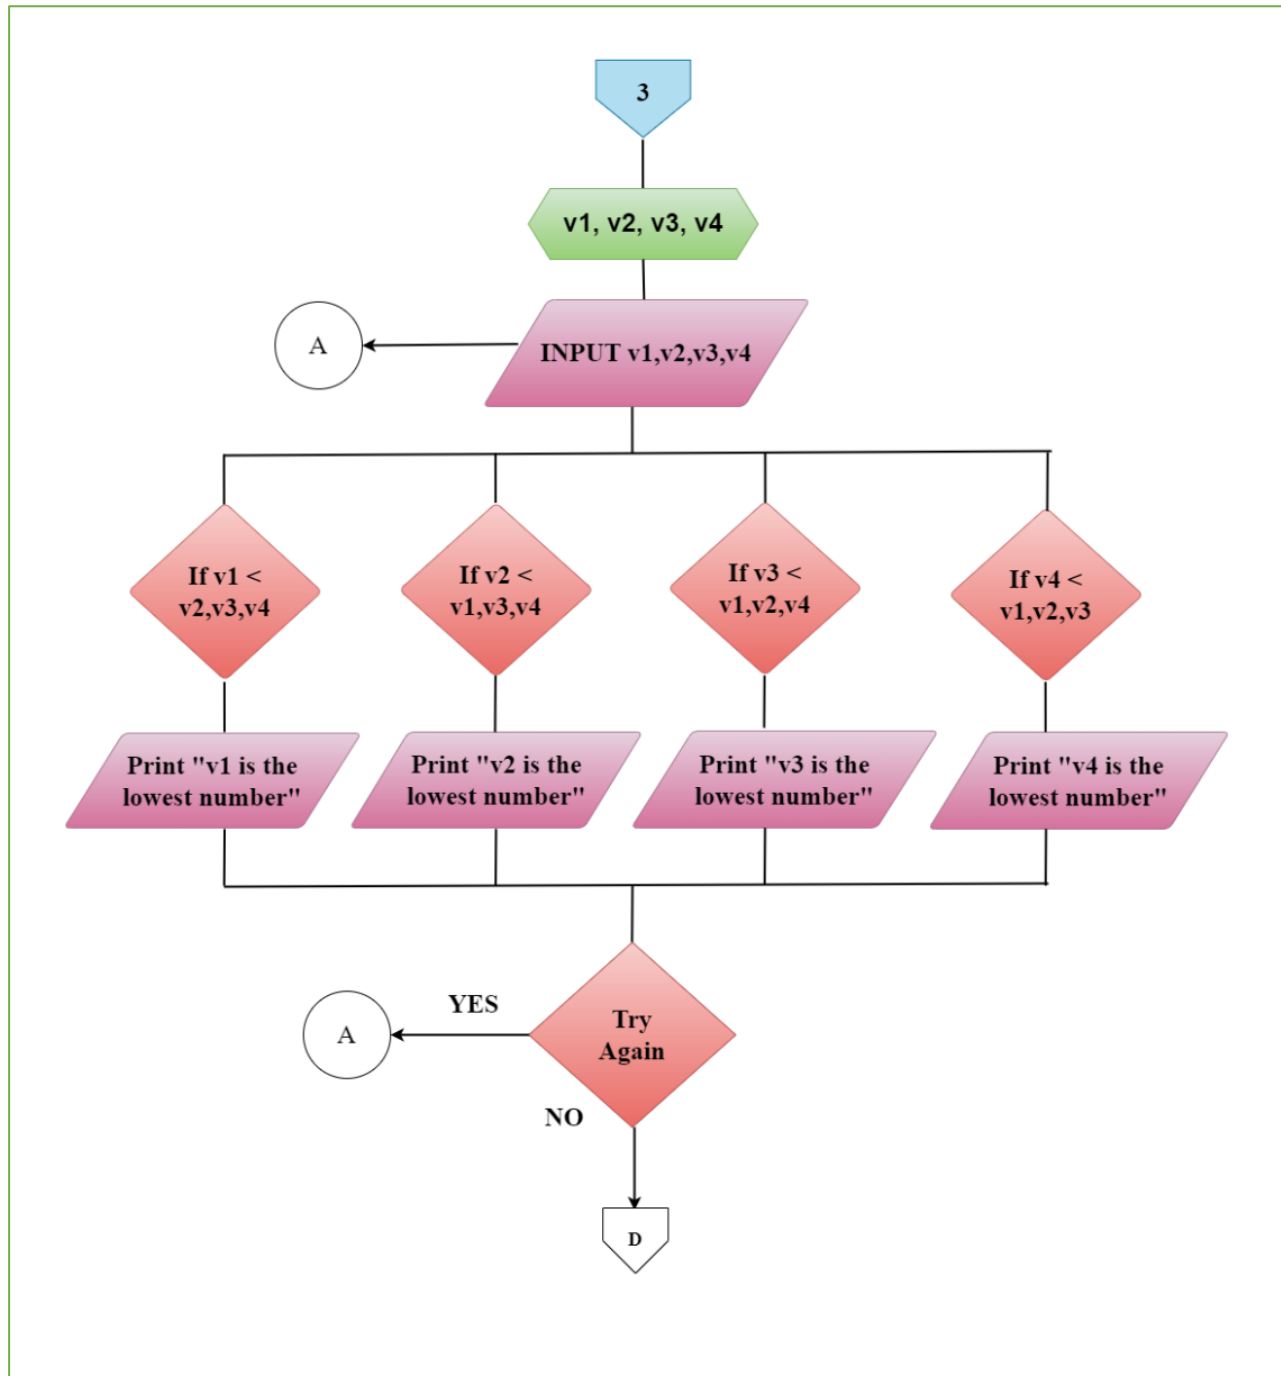 3
v1, v2, v3, v4
A
INPUT v1,v2,v3,v4
If v1 <
v2,v3,v4
If v2 <
v1,v3,v4
If v3 <
v1,v2,v4
If v4 <
v1,v2,v3
Print "v1 is the
lowest number"
Print "v2 is the
lowest number"
Print "v3 is the
lowest number"
Print "v4 is the
lowest number"
YES
A
Try
Again
NO
D